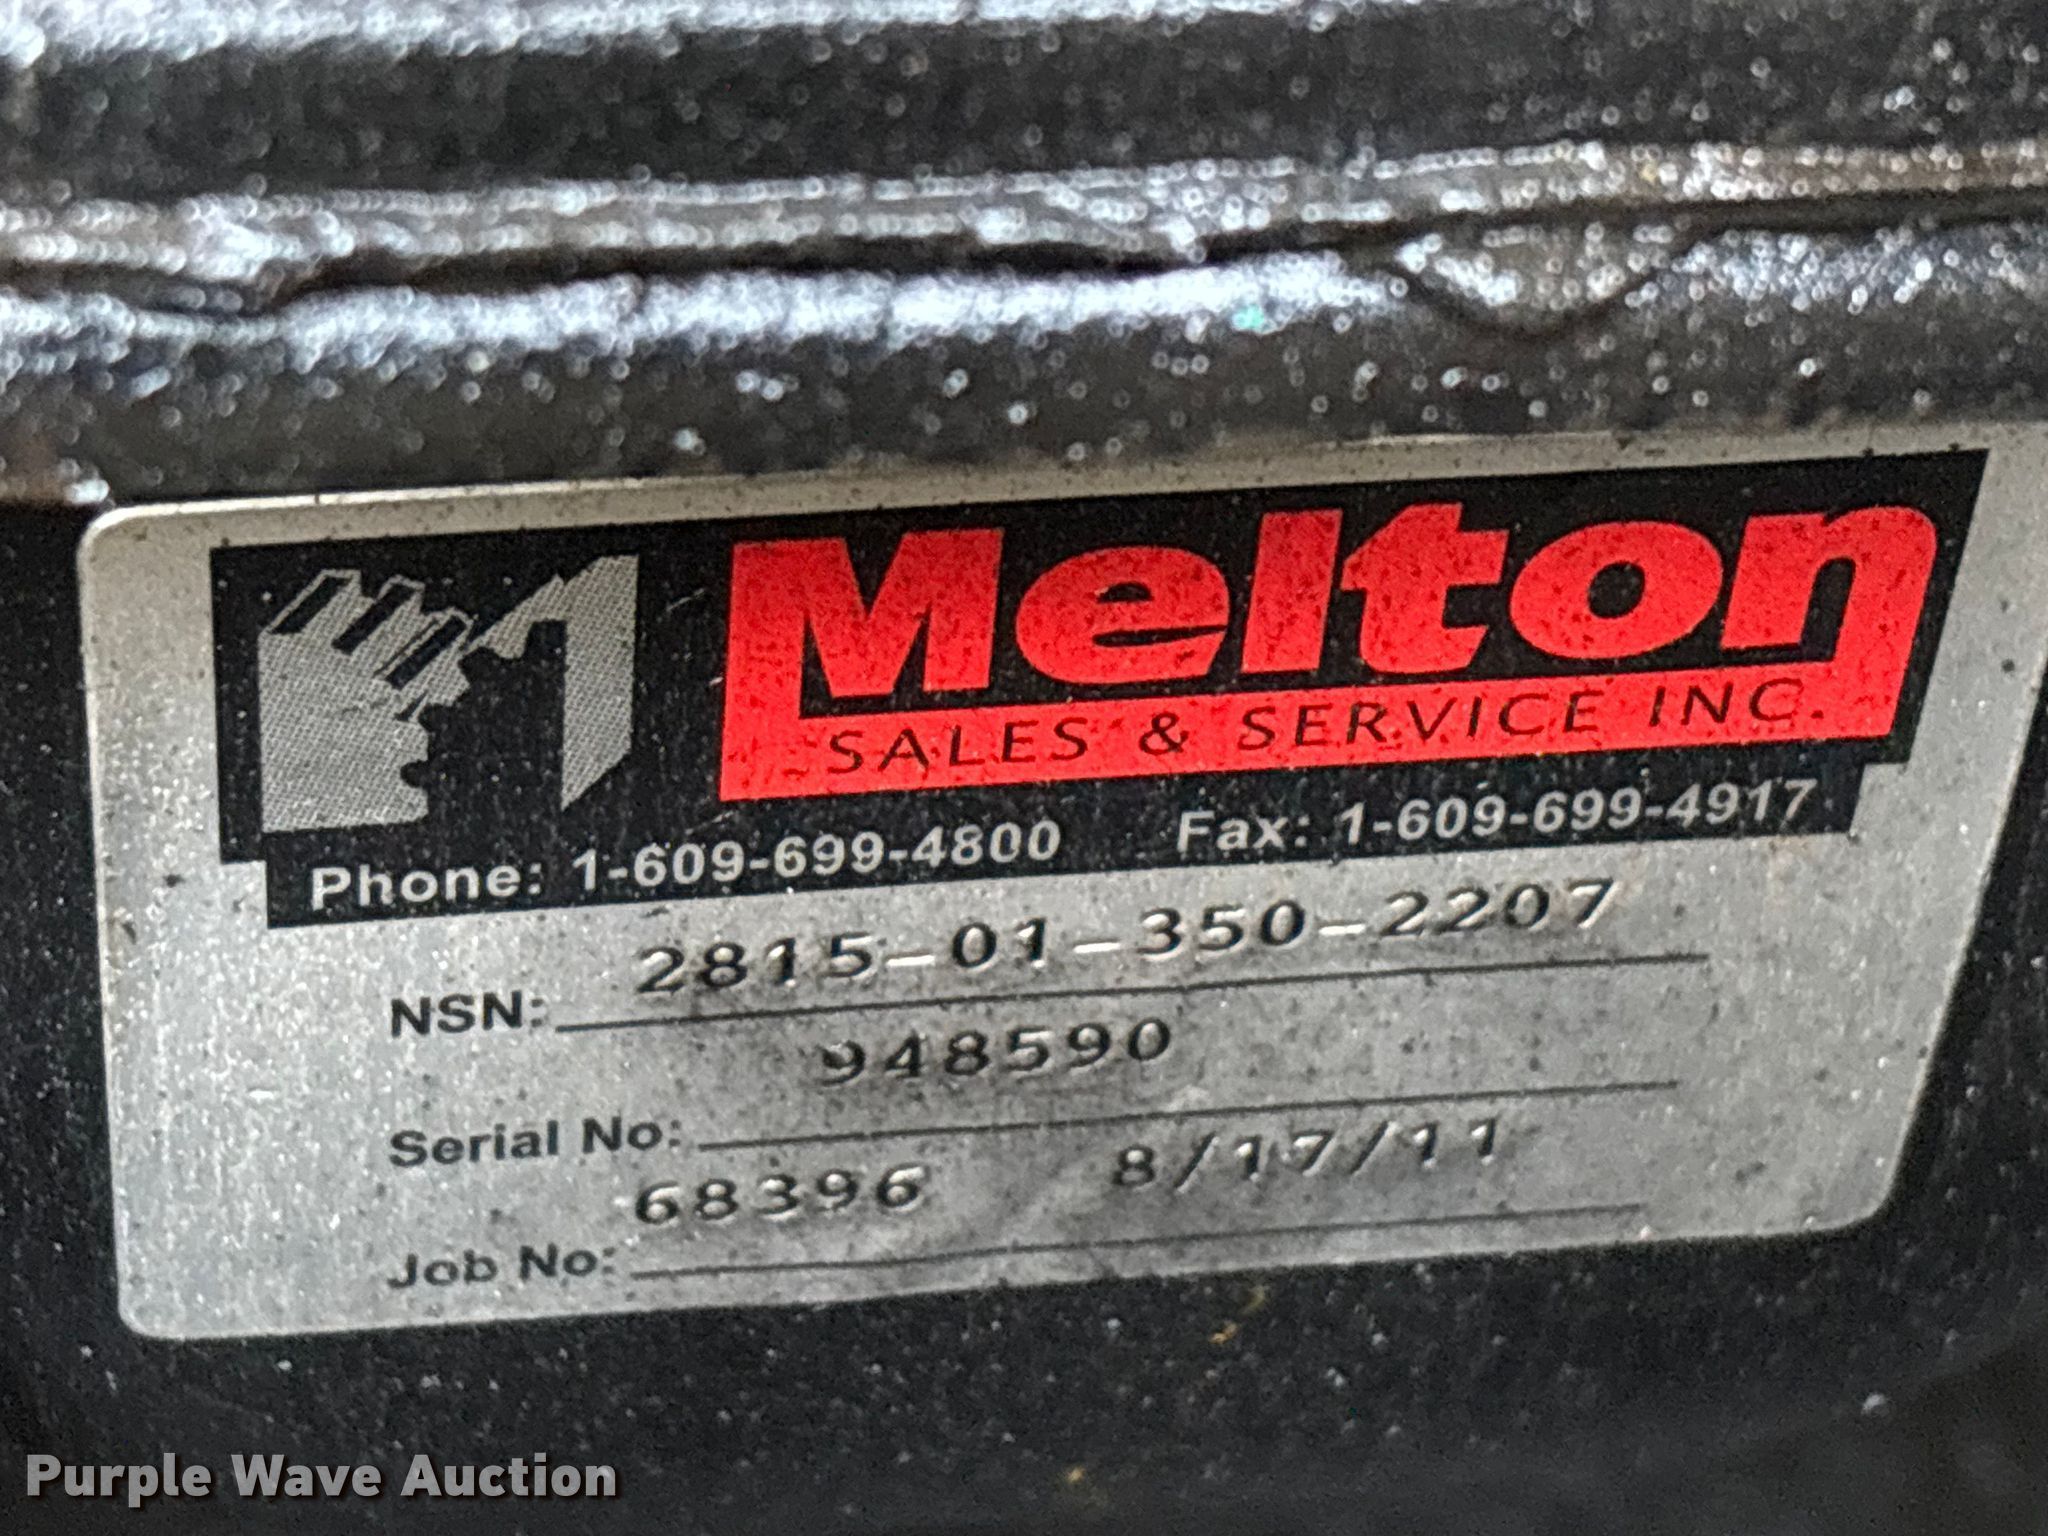 Melton
SALES & SERVICE INC.
Phone: 1-609-699-4800 Fax: 1-609-699-4917
NSN: 2815-01-350-2207
Serial No: 948590
Job No: 68396 8/17/11
Purple Wave Auction